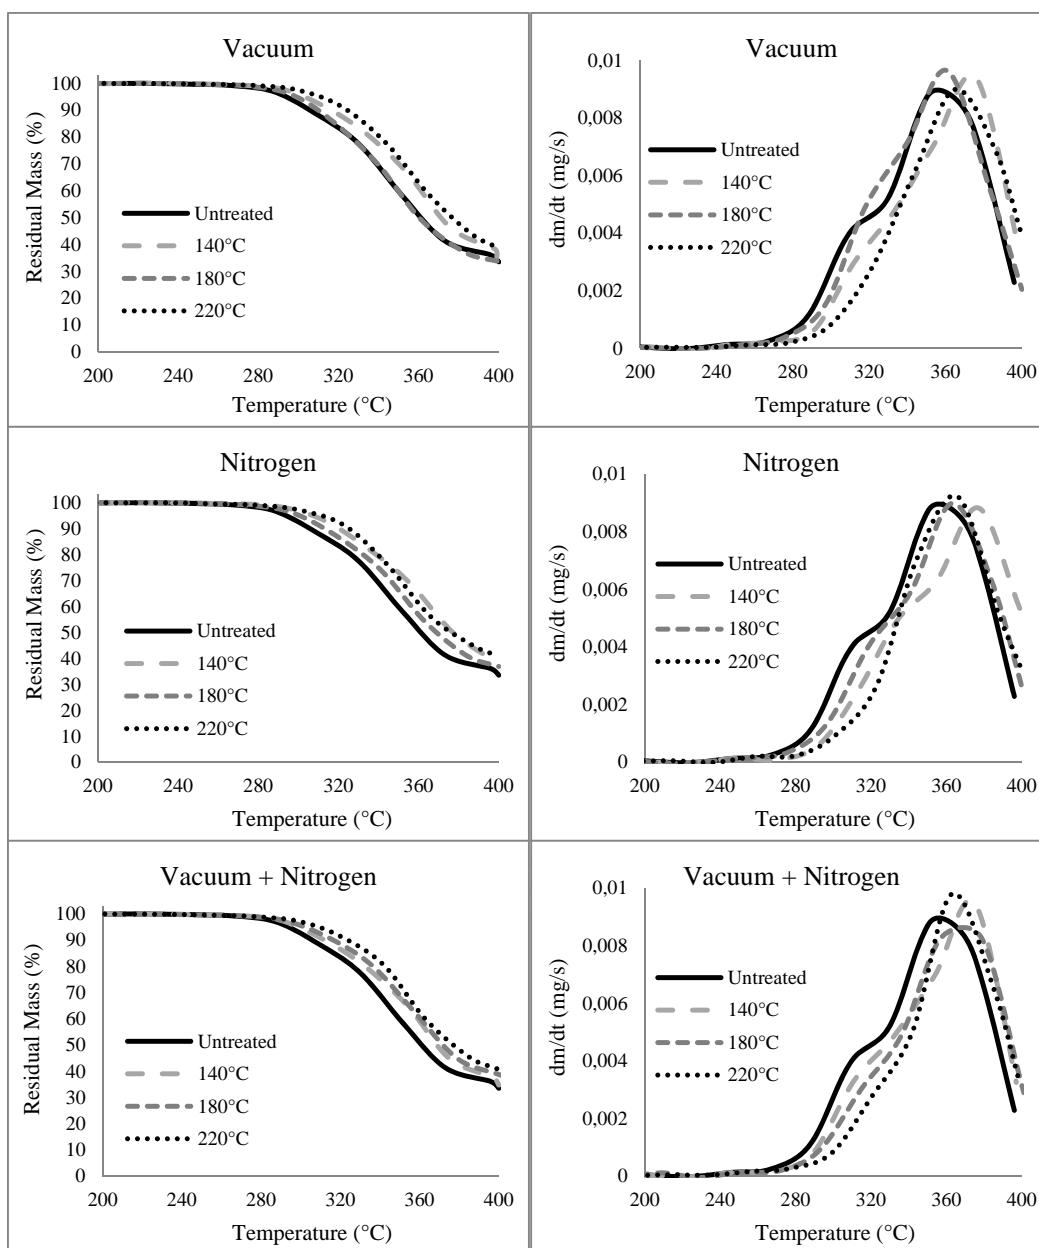 Vacuum
Residual Mass (%)
100
90
80
70
60
50
40
30
20
10
0
Untreated
140°C
180°C
220°C
200 240 280 320 360 400
Temperature (°C)
Vacuum
dm/dt (mg/s)
0,01
0,008
0,006
0,004
0,002
0
Untreated
140°C
180°C
220°C
200 240 280 320 360 400
Temperature (°C)
Nitrogen
Residual Mass (%)
100
90
80
70
60
50
40
30
20
10
0
Untreated
140°C
180°C
220°C
200 240 280 320 360 400
Temperature (°C)
Nitrogen
dm/dt (mg/s)
0,01
0,008
0,006
0,004
0,002
0
Untreated
140°C
180°C
220°C
200 240 280 320 360 400
Temperature (°C)
Vacuum + Nitrogen
Residual Mass (%)
100
90
80
70
60
50
40
30
20
10
0
Untreated
140°C
180°C
220°C
200 240 280 320 360 400
Temperature (°C)
Vacuum + Nitrogen
dm/dt (mg/s)
0,01
0,008
0,006
0,004
0,002
0
Untreated
140°C
180°C
220°C
200 240 280 320 360 400
Temperature (°C)